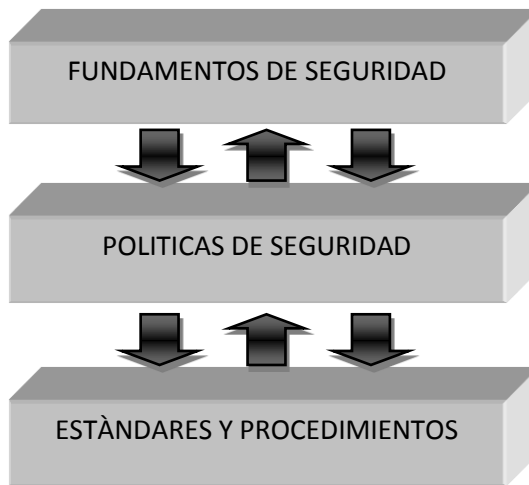 FUNDAMENTOS DE SEGURIDAD
POLITICAS DE SEGURIDAD
ESTÀNDARES Y PROCEDIMIENTOS